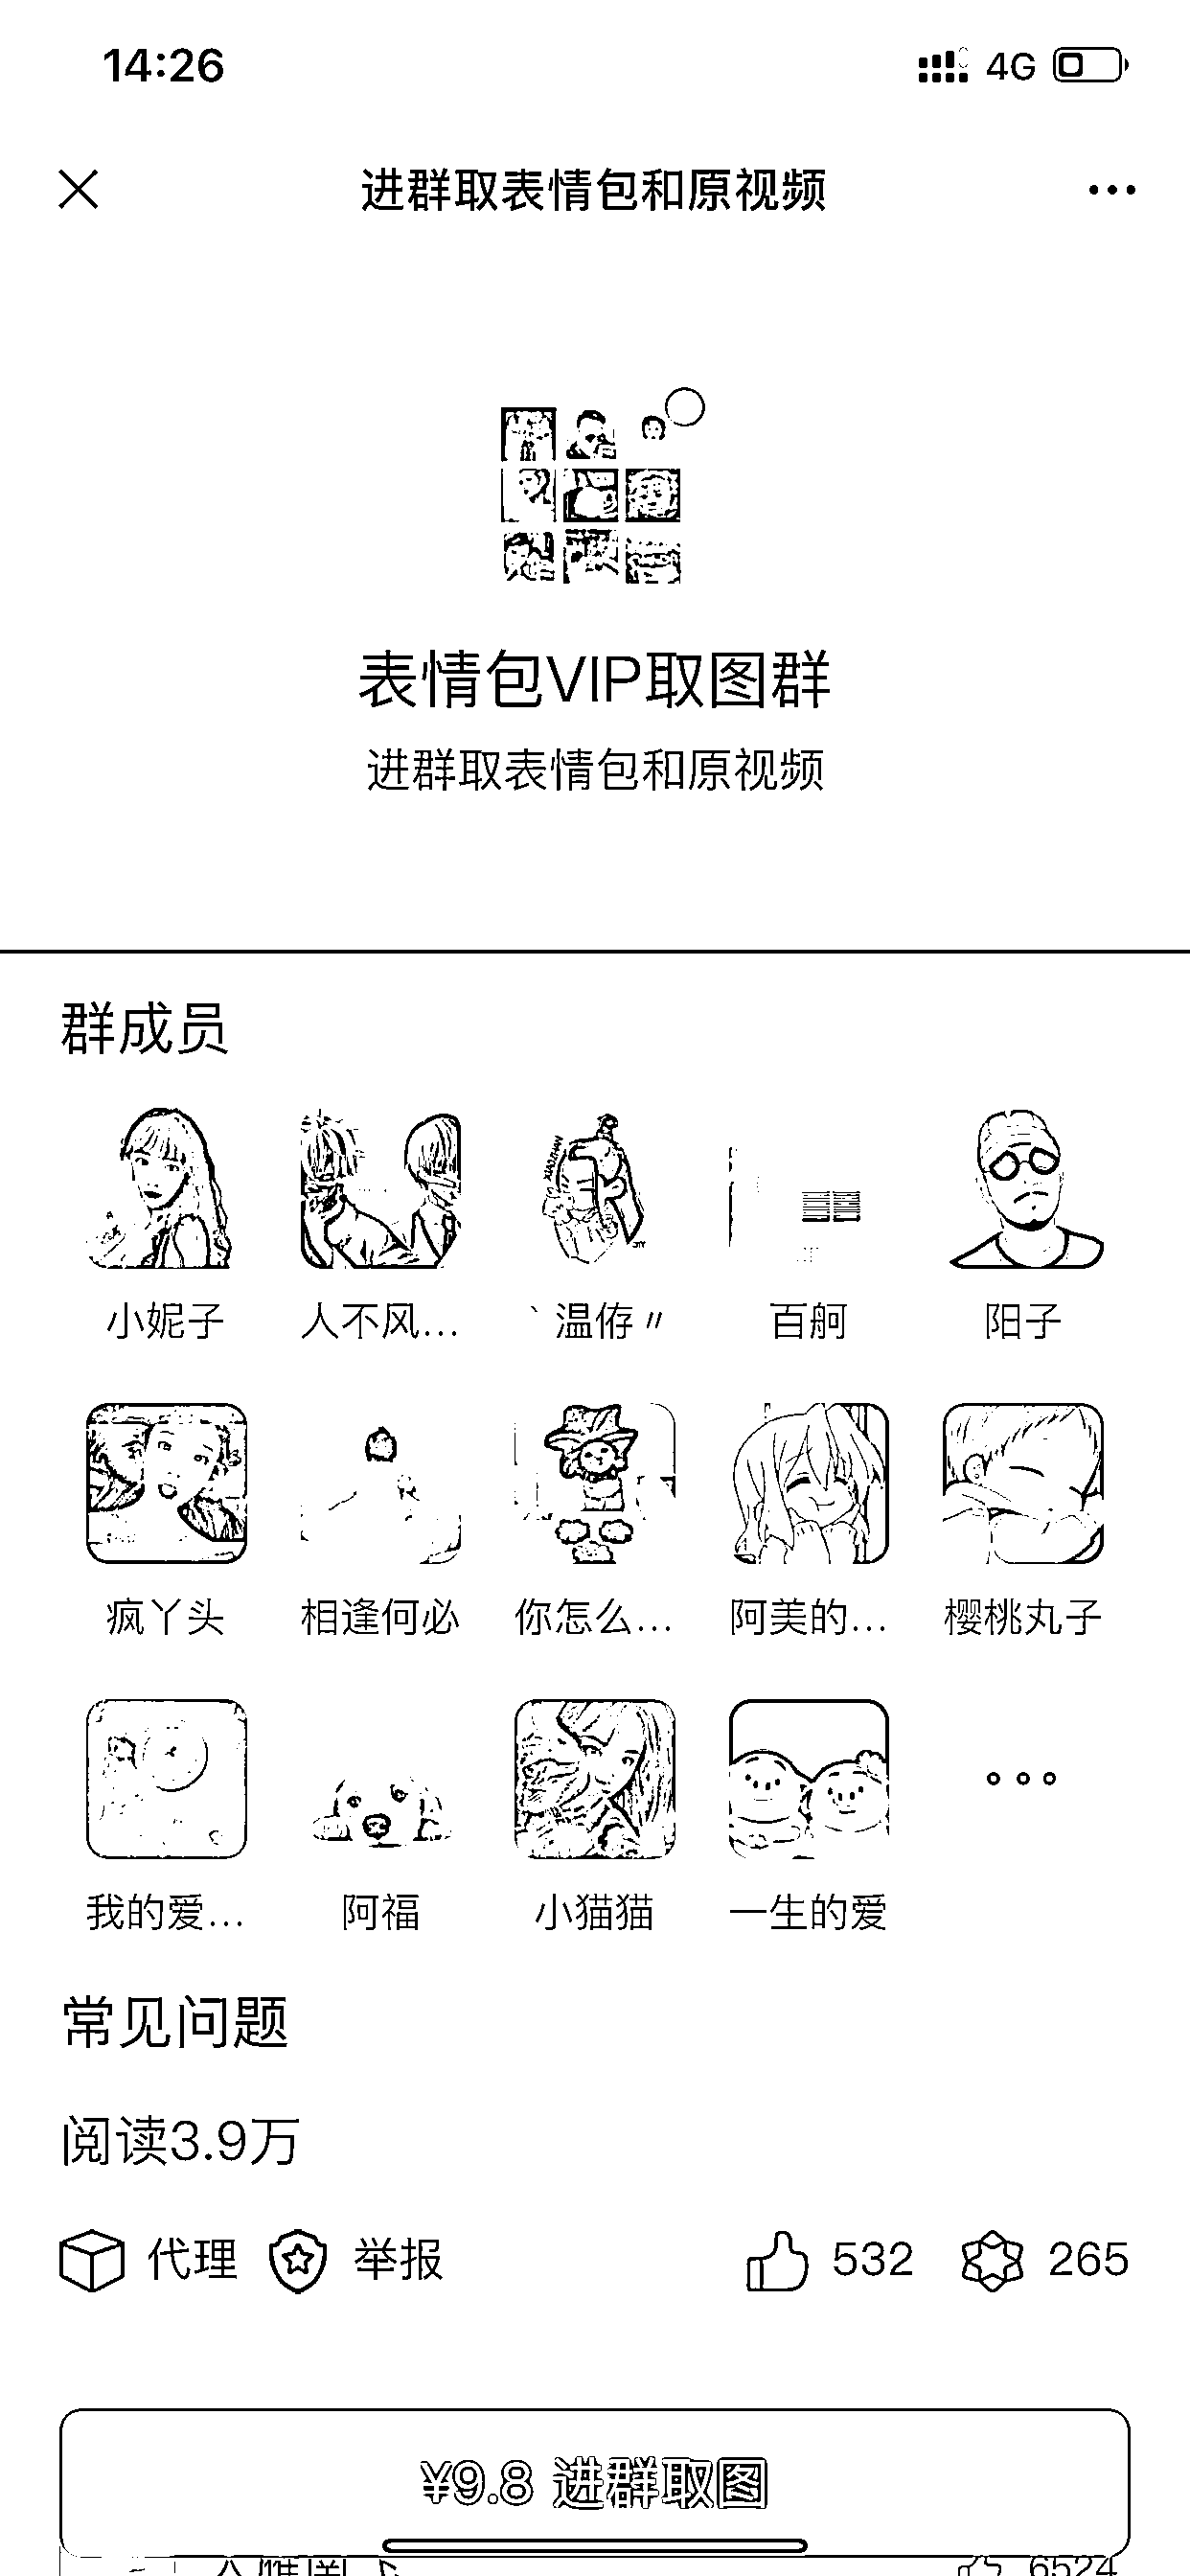 14:26
4G
进群取表情包和原视频
表情包VIP取图群
进群取表情包和原视频
群成员
小妮子 人不风... `温侟〃 百舸 阳子
疯丫头 相逢何必 你怎么... 阿美的... 樱桃丸子
我的爱... 阿福 小猫猫 一生的爱
常见问题
阅读3.9万
代理 举报 532 265
¥9.8 进群取图
6524